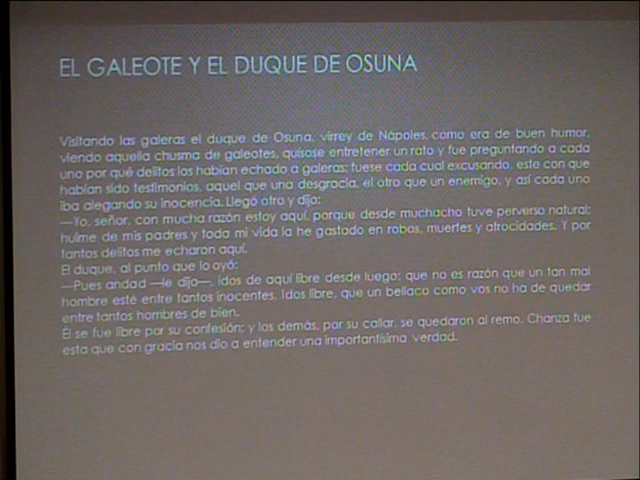 EL GALEOTE Y EL DUQUE DE OSUNA
Visitando las galeras el duque de Osuna, virrey de Nápoles, como era de buen humor,
viendo aquella chusma de galeotes, quísose entretener un rato y fue preguntando a cada
uno por qué delitos los habían echado a galeras; fuese cada cual excusando, este con que
habían sido testimonios, aquel que una desgracia, el otro que un enemigo, y así cada uno
iba alegando su inocencia. Llegó otro y dijo:
—Yo, señor, con mucha razón estoy aquí, porque desde muchacho tuve perverso natural;
huime de mis padres y toda mi vida la he gastado en robos, muertes y atrocidades. Y por
tantos delitos me echaron aquí.
El duque, al punto que lo oyó:
—Pues andad —le dijo—, idos de aquí libre desde luego; que no es razón que un tan mal
hombre esté entre tantos inocentes. Idos libre, que un bellaco como vos no ha de quedar
entre tantos hombres de bien.
Él se fue libre por su confesión; y los demás, por su callar, se quedaron al remo. Chanza fue
esta que con gracia nos dio a entender una importantísima verdad.